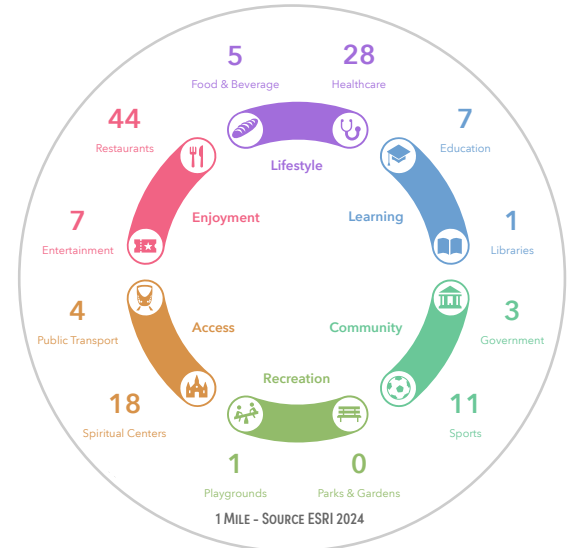 5
Food & Beverage
28
Healthcare
44
Restaurants
7
Education
Lifestyle
Enjoyment
Learning
7
Entertainment
1
Libraries
4
Public Transport
3
Government
Access
Community
Recreation
18
Spiritual Centers
11
Sports
1
Playgrounds
0
Parks & Gardens
1 MILE - SOURCE ESRI 2024